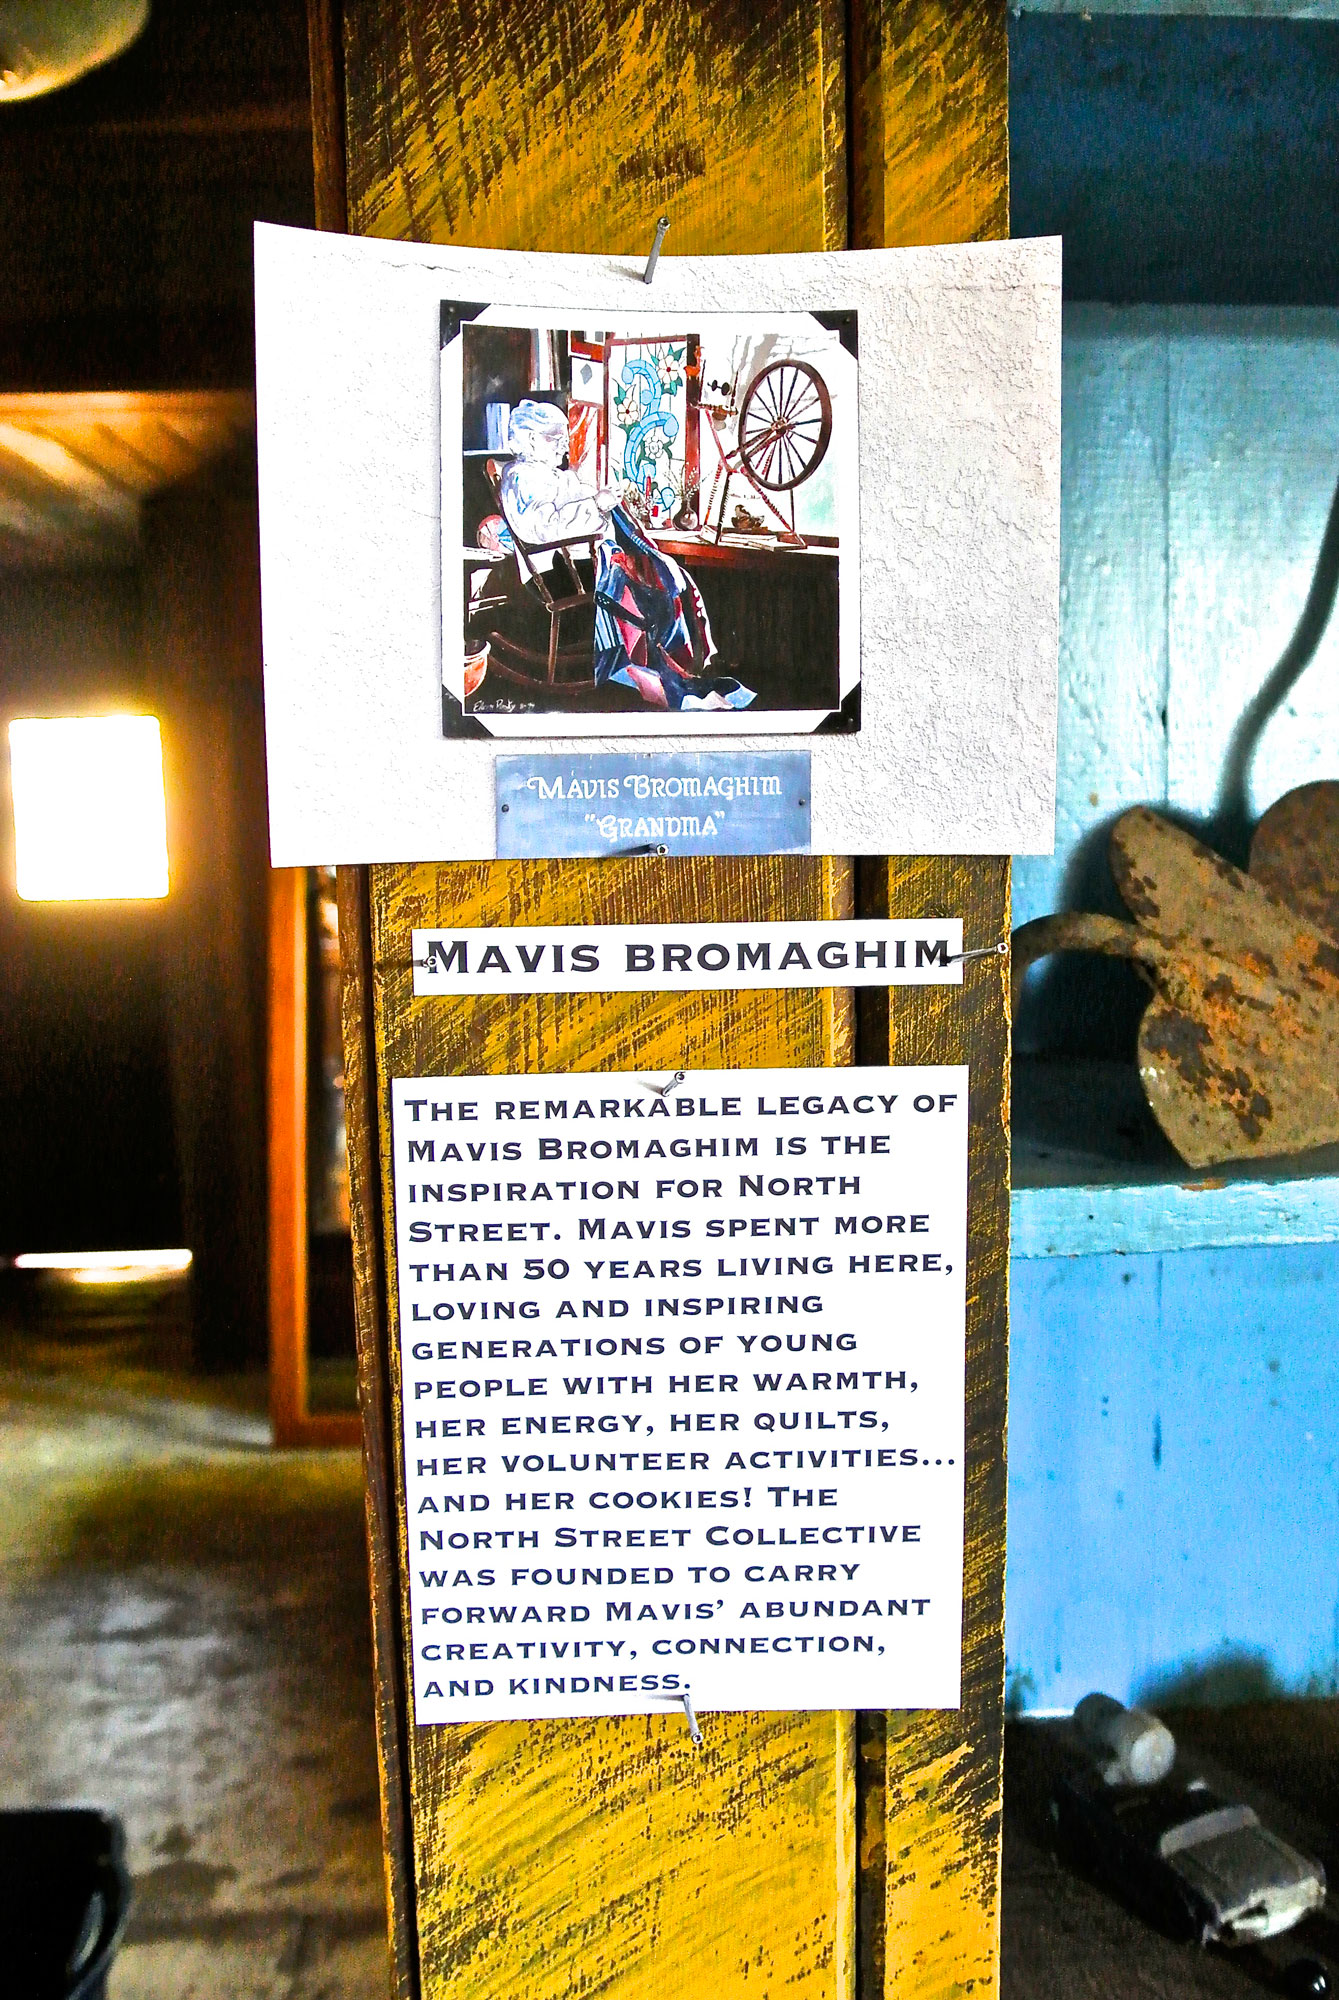 MAVIS BROMAGHIM
"GRANDMA"
MAVIS BROMAGHIM
THE REMARKABLE LEGACY OF
MAVIS BROMAGHIM IS THE
INSPIRATION FOR NORTH
STREET. MAVIS SPENT MORE
THAN 50 YEARS LIVING HERE,
LOVING AND INSPIRING
GENERATIONS OF YOUNG
PEOPLE WITH HER WARMTH,
HER ENERGY, HER QUILTS,
HER VOLUNTEER ACTIVITIES...
AND HER COOKIES! THE
NORTH STREET COLLECTIVE
WAS FOUNDED TO CARRY
FORWARD MAVIS' ABUNDANT
CREATIVITY, CONNECTION,
AND KINDNESS.